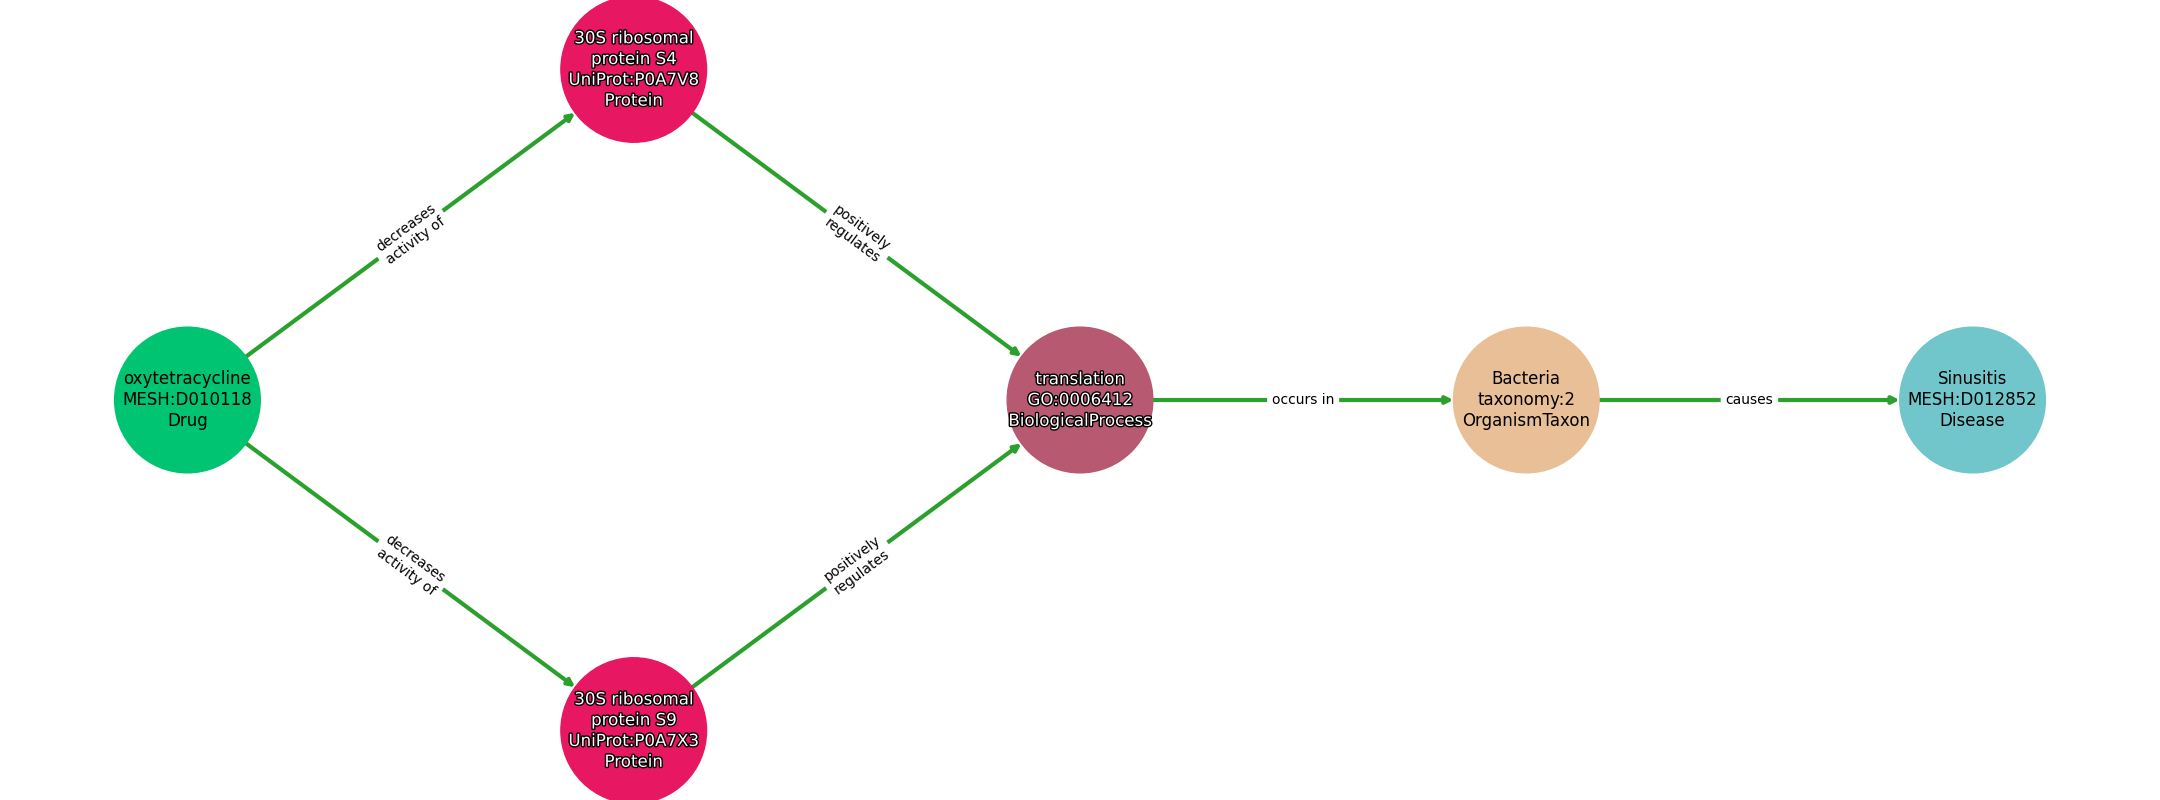 30S ribosomal
protein S4
UniProt:P0A7V8
Protein
decreases
activity of
positively
regulates
oxytetracycline
MESH:D010118
Drug
translation
GO:0006412
BiologicalProcess
occurs in
Bacteria
taxonomy:2
OrganismTaxon
causes
Sinusitis
MESH:D012852
Disease
decreases
activity of
positively
regulates
30S ribosomal
protein S9
UniProt:P0A7X3
Protein